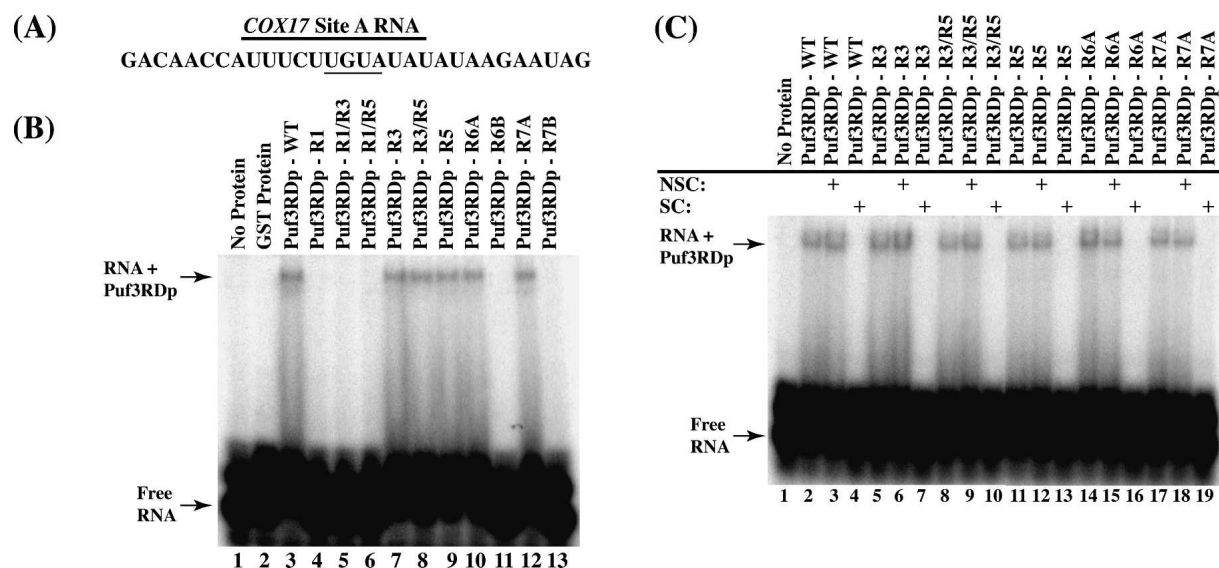 (A)
COX17 Site A RNA
GACAACCAUUUCUUGUAUAUAUAAGAAUAG
(B)
No Protein
GST Protein
Puf3RDp - WT
Puf3RDp - R1
Puf3RDp - R1/R3
Puf3RDp - R1/R5
Puf3RDp - R3
Puf3RDp - R3/R5
Puf3RDp - R5
Puf3RDp - R6A
Puf3RDp - R6B
Puf3RDp - R7A
Puf3RDp - R7B
RNA +
Puf3RDp
Free
RNA
1 2 3 4 5 6 7 8 9 10 11 12 13
(C)
No Protein
Puf3RDp - WT
Puf3RDp - WT
Puf3RDp - WT
Puf3RDp - R3
Puf3RDp - R3
Puf3RDp - R3
Puf3RDp - R3/R5
Puf3RDp - R3/R5
Puf3RDp - R3/R5
Puf3RDp - R5
Puf3RDp - R5
Puf3RDp - R5
Puf3RDp - R6A
Puf3RDp - R6A
Puf3RDp - R6A
Puf3RDp - R7A
Puf3RDp - R7A
Puf3RDp - R7A
NSC: + + + + + +
SC: + + + + + +
RNA +
Puf3RDp
Free
RNA
1 2 3 4 5 6 7 8 9 10 11 12 13 14 15 16 17 18 19